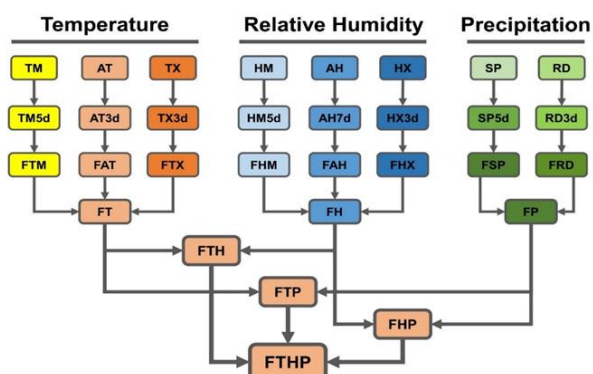 Temperature Relative Humidity Precipitation
TM AT TX HM AH HX SP RD
TM5d AT3d TX3d HM5d AH7d HX3d SP5d RD3d
FTM FAT FTX FHM FAH FHX FSP FRD
FT FH FP
FTH
FTP
FHP
FTHP